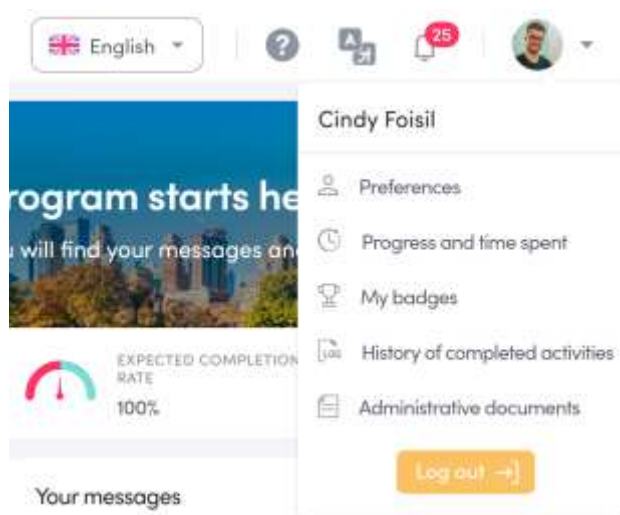 English
25
Cindy Foisil
Preferences
rogram starts he
Progress and time spent
u will find your messages an
My badges
History of completed activities
EXPECTED COMPLETION
RATE
100%
Administrative documents
Log out
Your messages